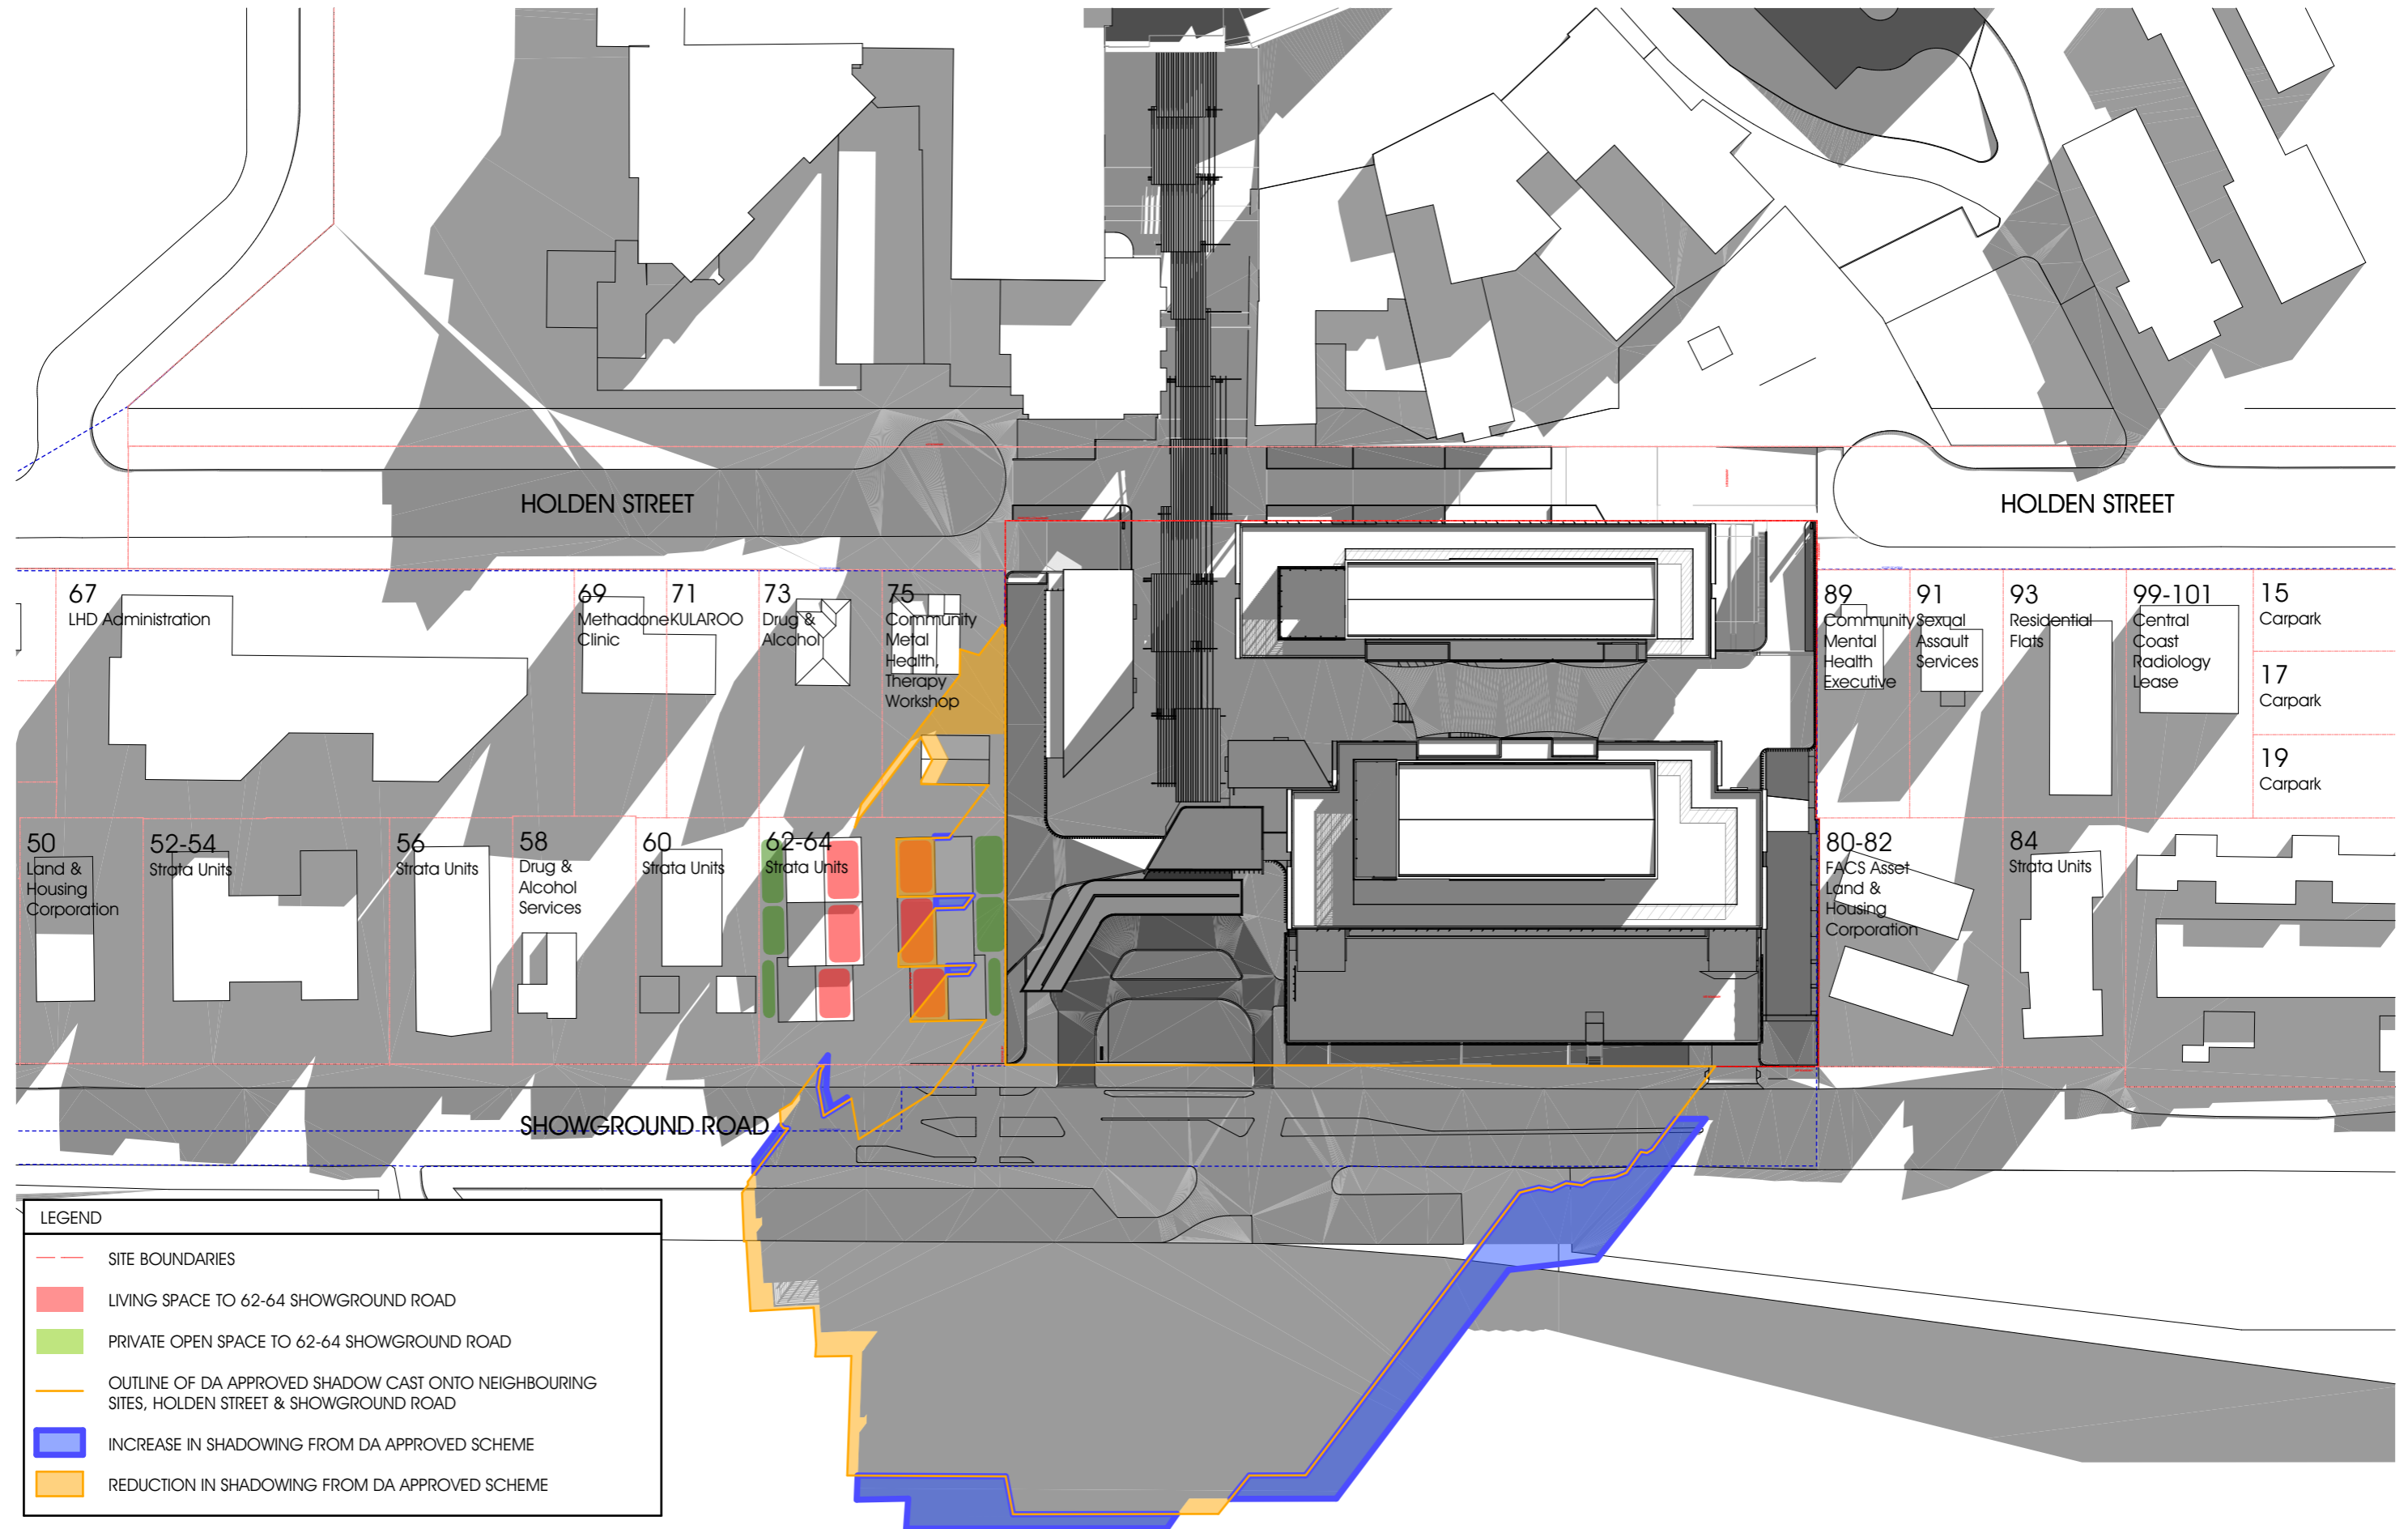 HOLDEN STREET
HOLDEN STREET
67
LHD Administration
69
Methadone
Clinic
71
KULAROO
73
Drug &
Alcohol
75
Community
Metal
Health,
Therapy
Workshop
89
Community
Mental
Health
Executive
91
Sexual
Assault
Services
93
Residential
Flats
99-101
Central
Coast
Radiology
Lease
15
Carpark
17
Carpark
19
Carpark
50
Land &
Housing
Corporation
52-54
Strata Units
56
Strata Units
58
Drug &
Alcohol
Services
60
Strata Units
62-64
Strata Units
80-82
FACS Asset
Land &
Housing
Corporation
84
Strata Units
SHOWGROUND ROAD
LEGEND
SITE BOUNDARIES
LIVING SPACE TO 62-64 SHOWGROUND ROAD
PRIVATE OPEN SPACE TO 62-64 SHOWGROUND ROAD
OUTLINE OF DA APPROVED SHADOW CAST ONTO NEIGHBOURING
SITES, HOLDEN STREET & SHOWGROUND ROAD
INCREASE IN SHADOWING FROM DA APPROVED SCHEME
REDUCTION IN SHADOWING FROM DA APPROVED SCHEME